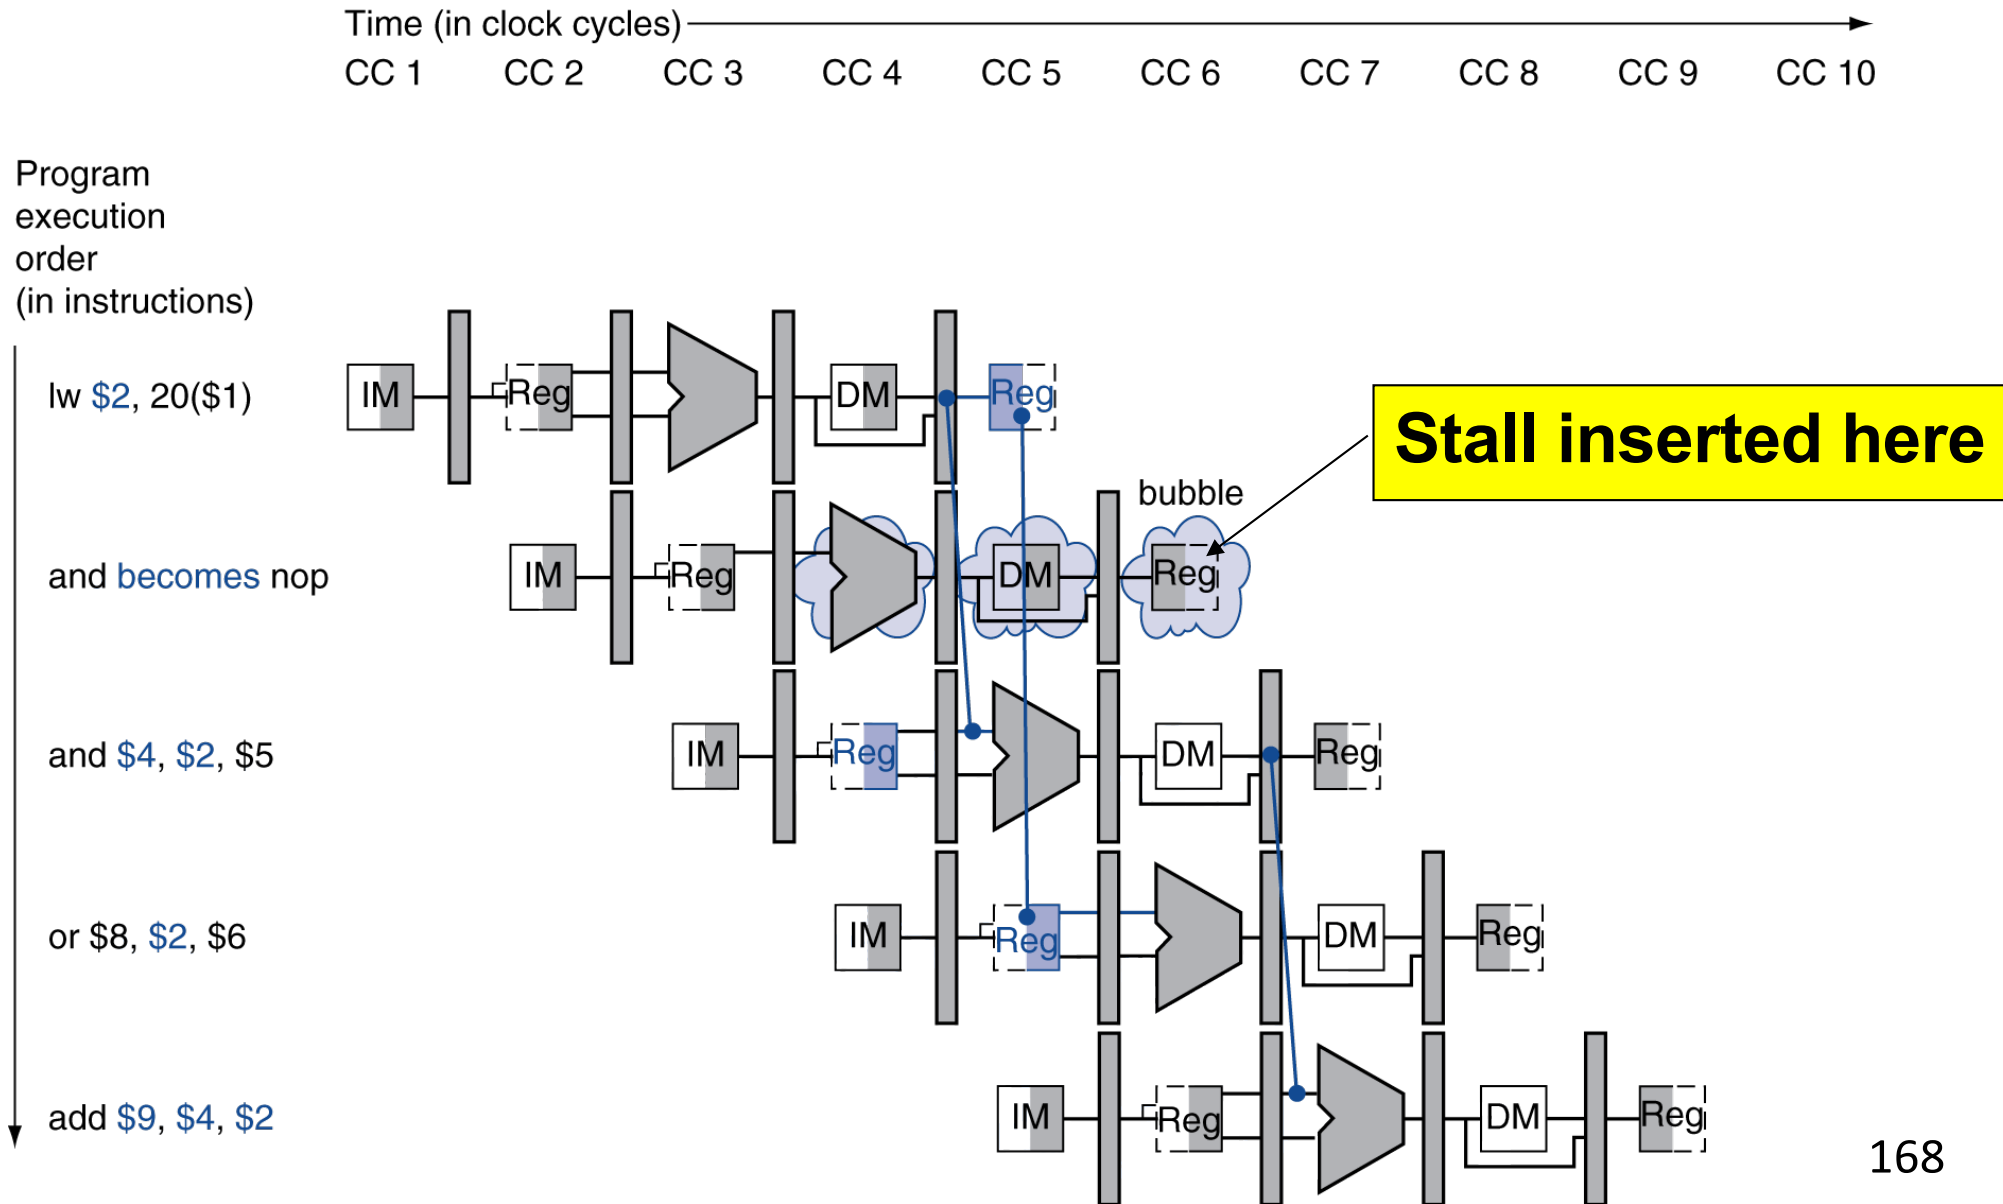 Time (in clock cycles)
CC 1 CC 2 CC 3 CC 4 CC 5 CC 6 CC 7 CC 8 CC 9 CC 10
Program
execution
order
(in instructions)
lw $2, 20($1) IM Reg DM Reg
Stall inserted here
bubble
and becomes nop IM Reg DM Reg
and $4, $2, $5 IM Reg DM Reg
or $8, $2, $6 IM Reg DM Reg
add $9, $4, $2 IM Reg DM Reg
168